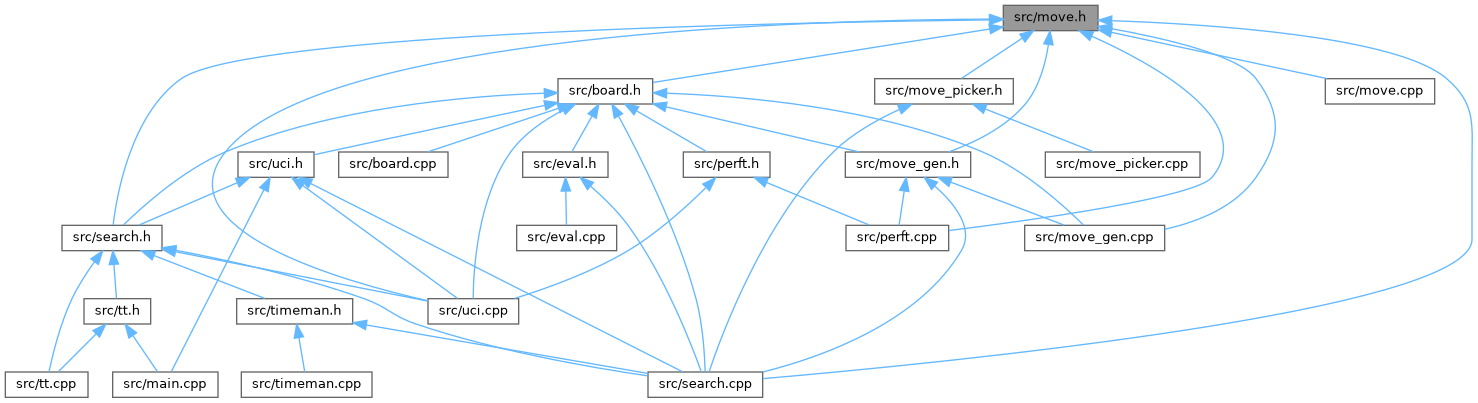 src/move.h
src/board.h
src/move_picker.h
src/move.cpp
src/uci.h
src/board.cpp
src/eval.h
src/perft.h
src/move_gen.h
src/move_picker.cpp
src/search.h
src/eval.cpp
src/perft.cpp
src/move_gen.cpp
src/tt.h
src/timeman.h
src/uci.cpp
src/tt.cpp
src/main.cpp
src/timeman.cpp
src/search.cpp